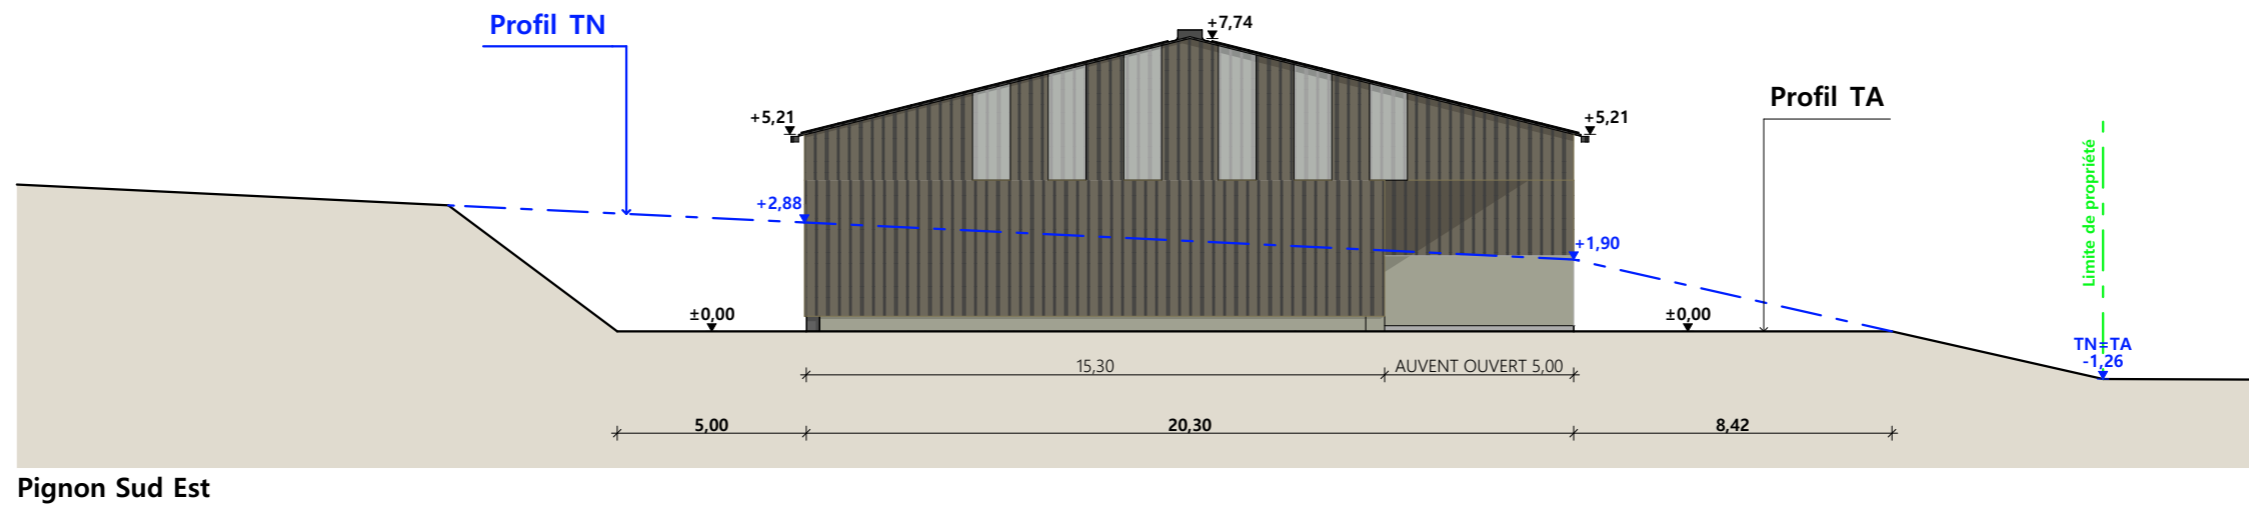 Profil TN
+7,74
Profil TA
+5,21
+5,21
Limite de propriété
+2,88
+1,90
±0,00
±0,00
TN=TA
-1,26
15,30
AUVENT OUVERT 5,00
5,00
20,30
8,42
Pignon Sud Est